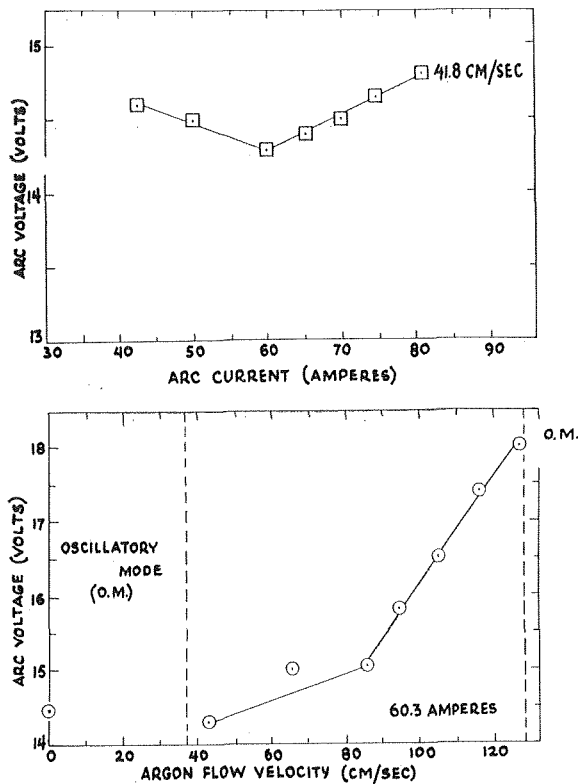 15
14
13
ARC VOLTAGE (VOLTS)
41.8 CM/SEC
30 40 50 60 70 80 90
ARC CURRENT (AMPERES)
18
17
16
15
14
ARC VOLTAGE (VOLTS)
O.M.
OSCILLATORY
MODE
(O.M.)
60.3 AMPERES
0 20 40 60 80 100 120
ARGON FLOW VELOCITY (CM/SEC)